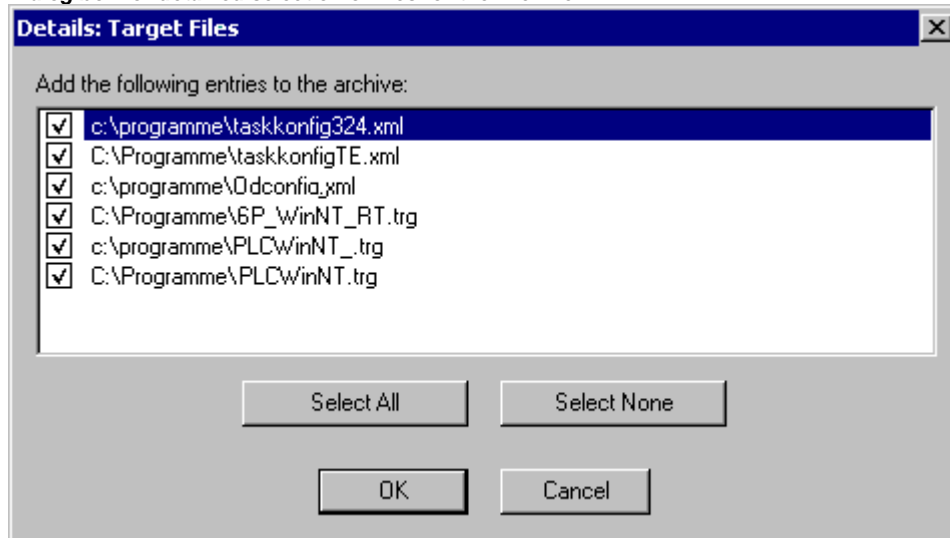 Details: Target Files
Add the following entries to the archive:
c:\programme\taskkonfig324.xml
C:\Programme\taskkonfigTE.xml
c:\programme\Odconfig.xml
C:\Programme\6P_WinNT_RT.trg
c:\programme\PLCWinNT_.trg
C:\Programme\PLCWinNT.trg
Select All Select None
OK Cancel